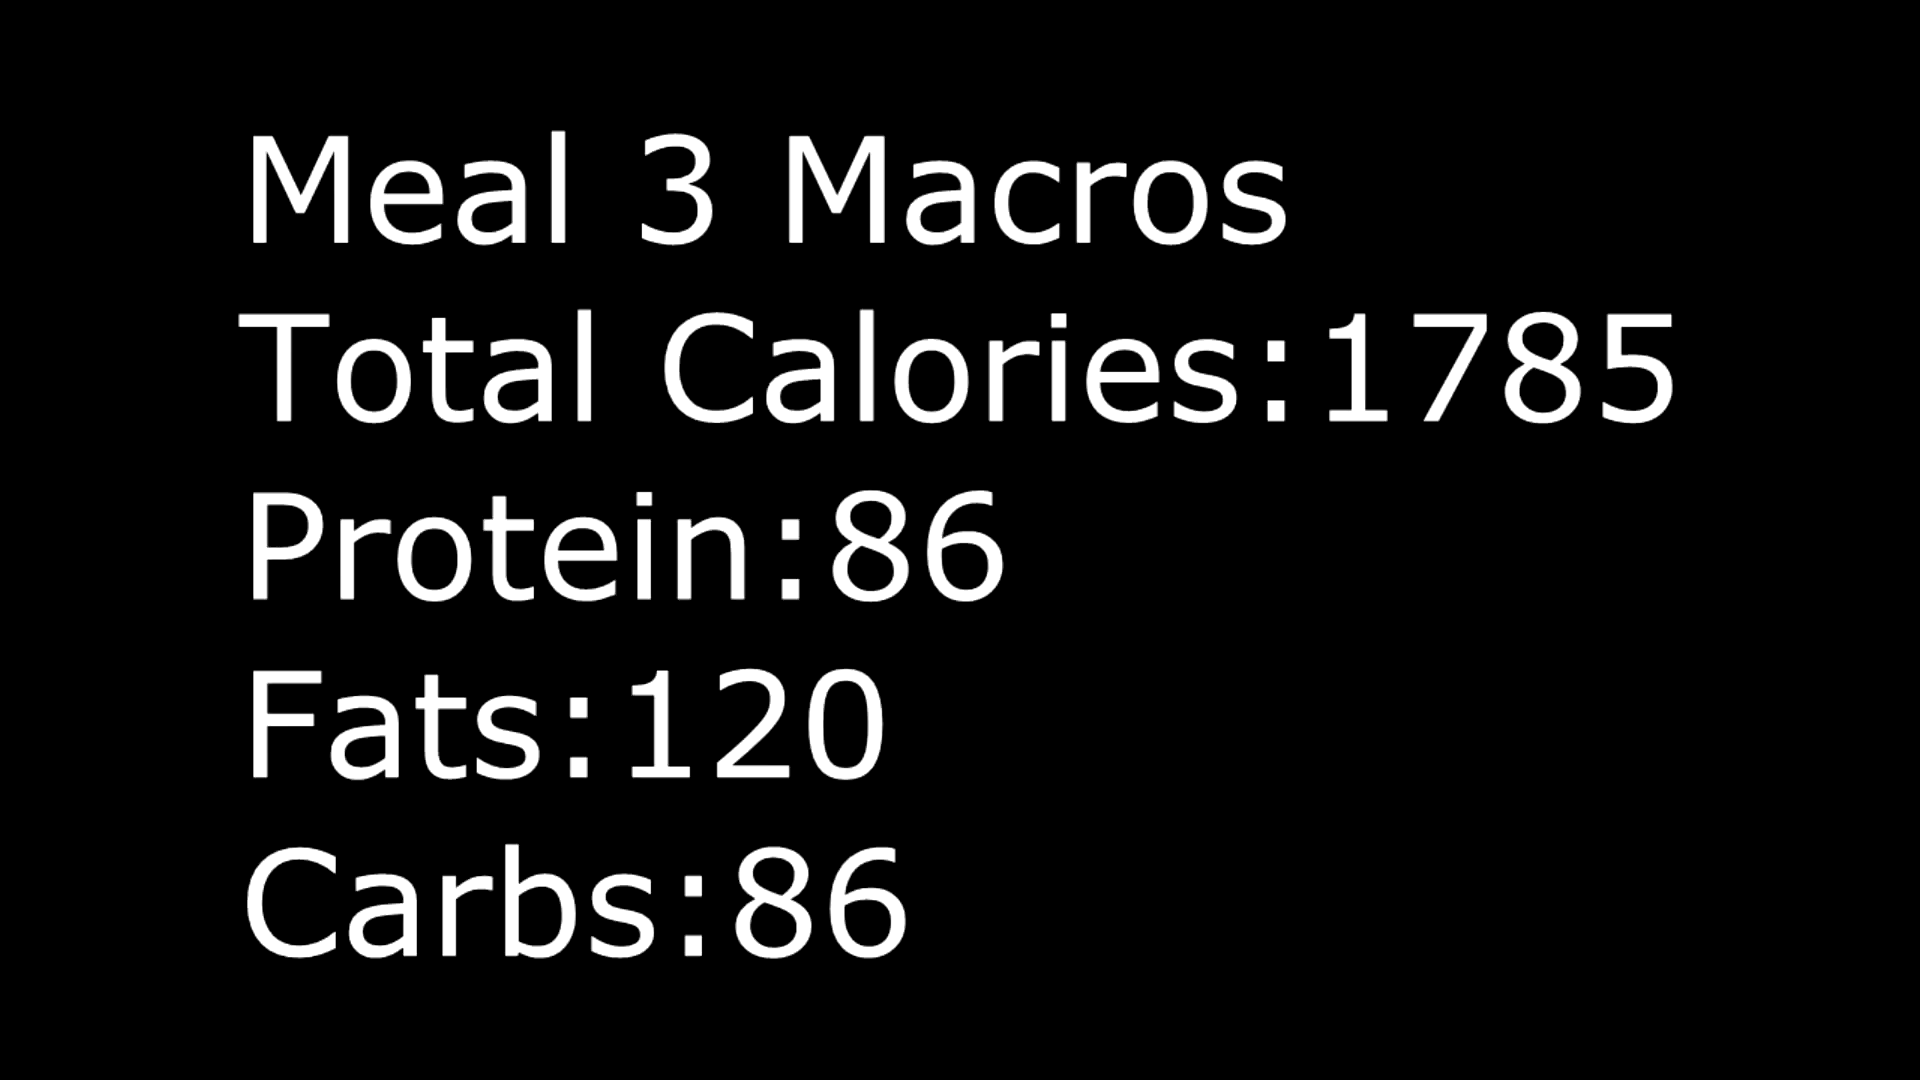 Meal 3 Macros
Total Calories:1785
Protein:86
Fats:120
Carbs:86